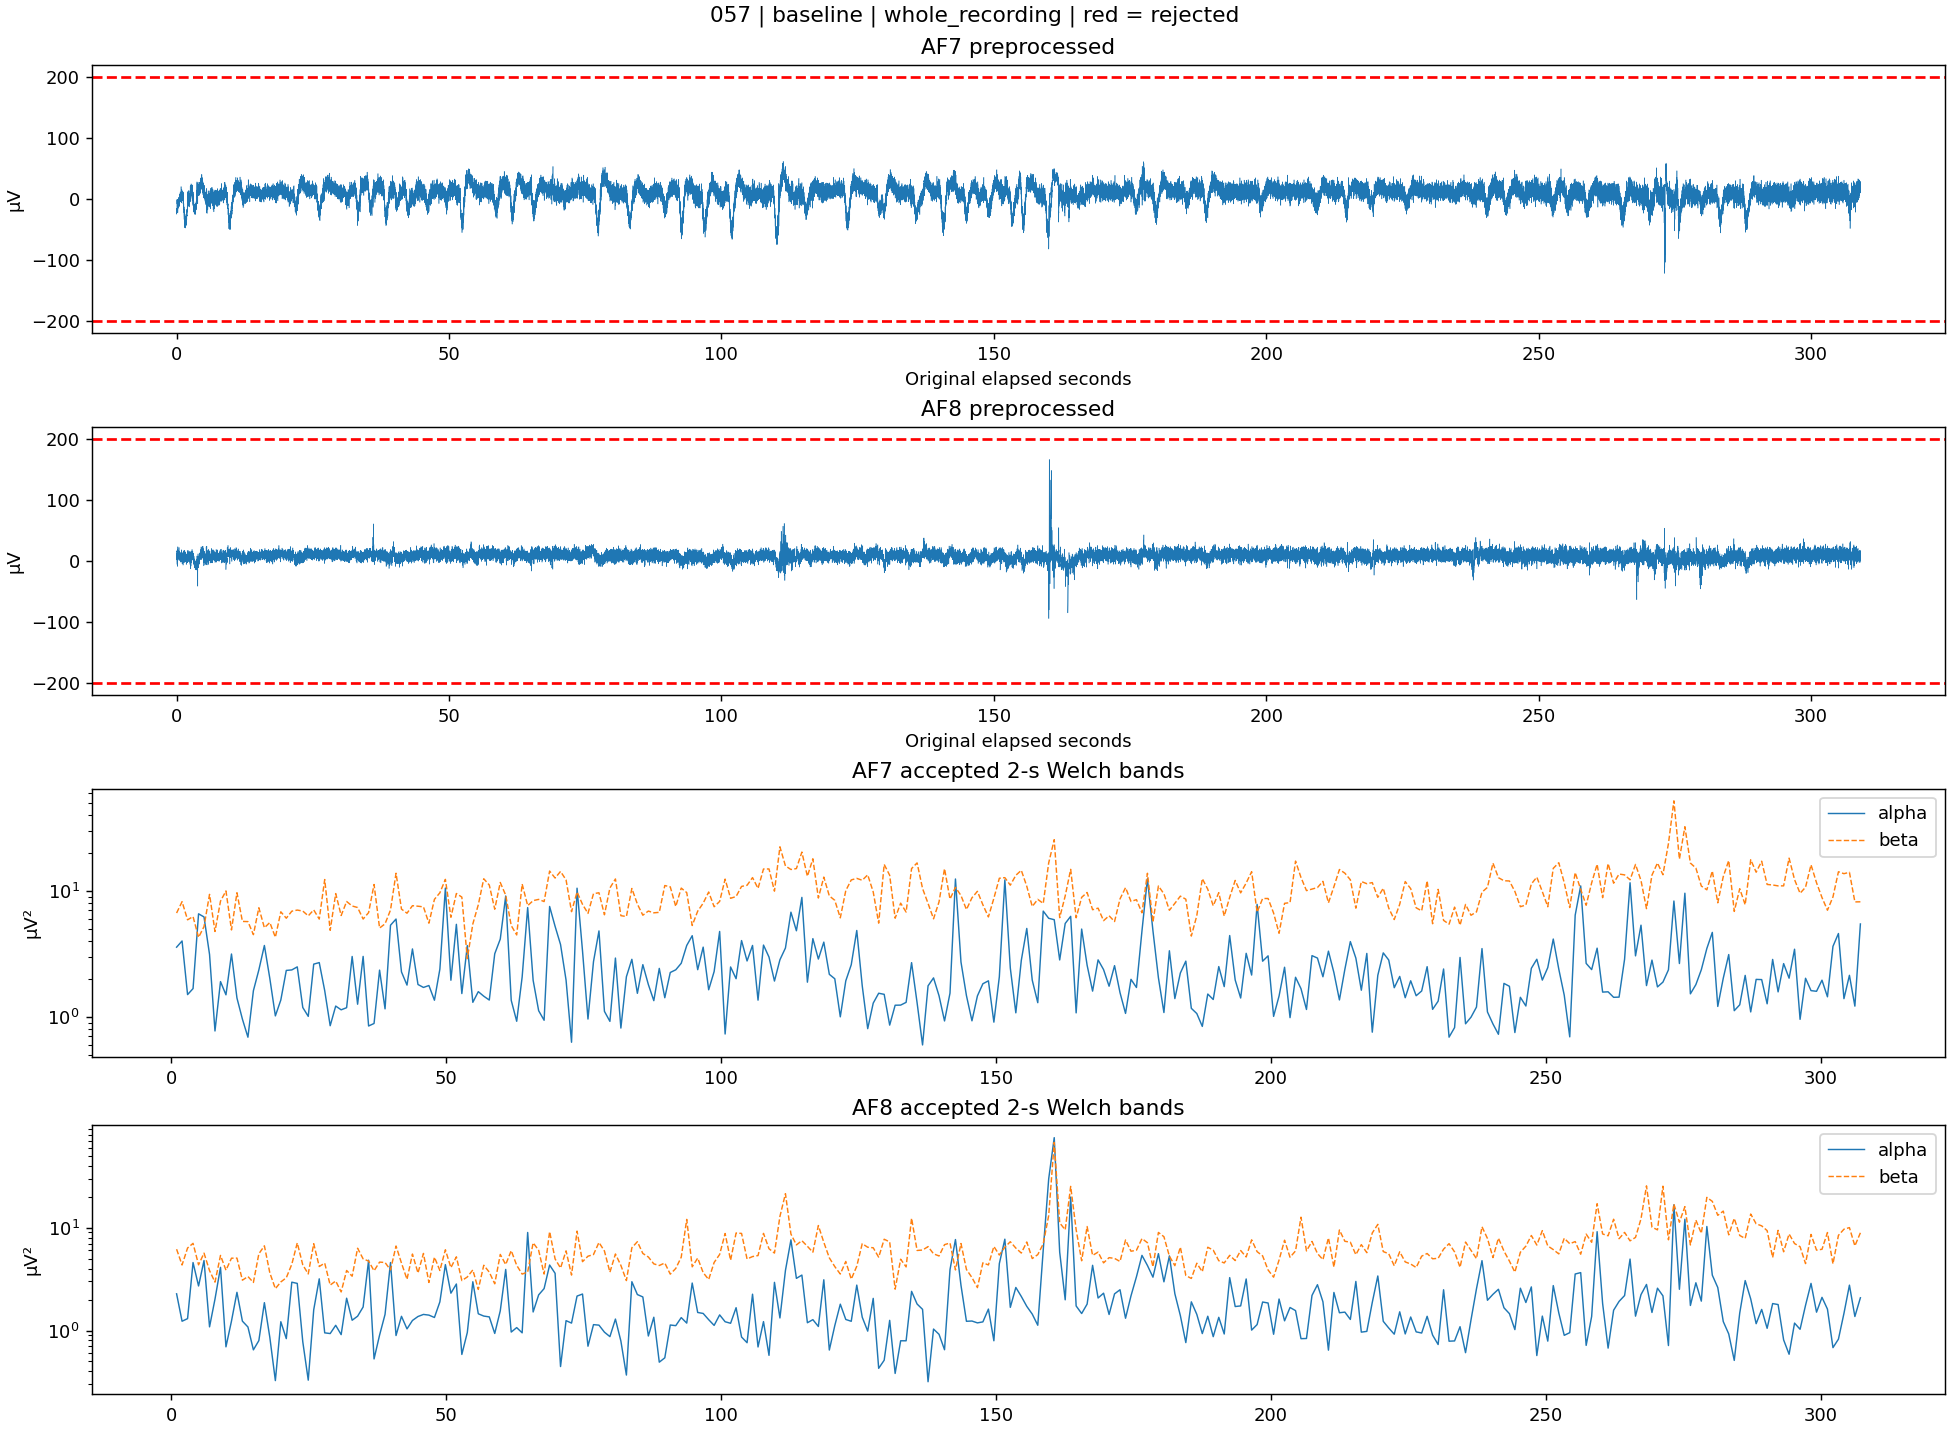 057 | baseline | whole_recording | red = rejected
AF7 preprocessed
µV
200
100
0
−100
−200
0 50 100 150 200 250 300
Original elapsed seconds
AF8 preprocessed
µV
200
100
0
−100
−200
0 50 100 150 200 250 300
Original elapsed seconds
AF7 accepted 2-s Welch bands
µV²
10¹
10⁰
alpha
beta
0 50 100 150 200 250 300
AF8 accepted 2-s Welch bands
µV²
10¹
10⁰
alpha
beta
0 50 100 150 200 250 300